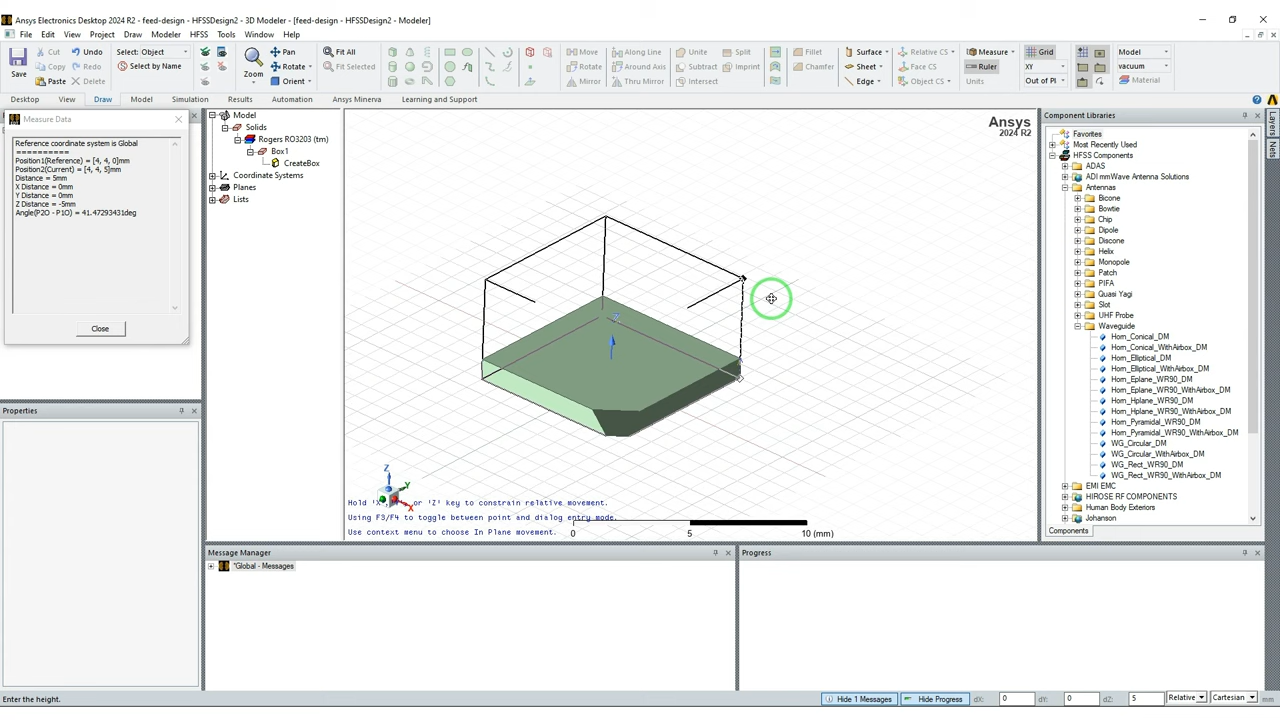 Ansys Electronics Desktop 2024 R2 - feed-design - HFSSDesign2 - 3D Modeler - [feed-design - HFSSDesign2 - Modeler]
File Edit View Project Draw Modeler HFSS Tools Window Help
Save
Cut
Copy
Paste
Undo
Redo
Delete
Select: Object
Select by Name
Zoom
Pan
Rotate
Orient
Fit All
Fit Selected
Move
Rotate
Mirror
Along Line
Around Axis
Thru Mirror
Unite
Subtract
Intersect
Split
Imprint
Fillet
Chamfer
Surface
Sheet
Edge
Relative CS
Face CS
Object CS
Measure
Ruler
Units
Grid
XY
Out of Pl
Model
vacuum
Material
Desktop View Draw Model Simulation Results Automation Ansys Minerva Learning and Support
Measure Data
Reference coordinate system is Global
==========
Position1(Reference) = [4, 4, 0]mm
Position2(Current) = [4, 4, 5]mm
Distance = 5mm
X Distance = 0mm
Y Distance = 0mm
Z Distance = -5mm
Angle(P2O - P1O) = 41.47293431deg
Close
Properties
Model
Solids
Rogers RO3203 (tm)
Box1
CreateBox
Coordinate Systems
Planes
Lists
Ansys
2024 R2
Z
Z
Y
X
or 'Z' key to constrain relative movement.
Using F3/F4 to toggle between point and dialog entry mode.
Use context menu to choose In Plane movement.
0 5 10 (mm)
Component Libraries
Favorites
Most Recently Used
HFSS Components
ADAS
ADI mmWave Antenna Solutions
Antennas
Bicone
Bowtie
Chip
Dipole
Discone
Helix
Monopole
Patch
PIFA
Quasi Yagi
Slot
UHF Probe
Waveguide
Horn_Conical_DM
Horn_Conical_WithAirbox_DM
Horn_Elliptical_DM
Horn_Elliptical_WithAirbox_DM
Horn_Eplane_WR90_DM
Horn_Eplane_WR90_WithAirbox_DM
Horn_Hplane_WR90_DM
Horn_Hplane_WR90_WithAirbox_DM
Horn_Pyramidal_WR90_DM
Horn_Pyramidal_WR90_WithAirbox_DM
WG_Circular_DM
WG_Circular_WithAirbox_DM
WG_Rect_WR90_DM
WG_Rect_WR90_WithAirbox_DM
EMI EMC
HIROSE RF COMPONENTS
Human Body Exteriors
Johanson
Components
Layers
Nets
Message Manager
*Global - Messages
Progress
Enter the height.
Hide 1 Messages
Hide Progress
dX: 0 dY: 0 dZ: 5 Relative Cartesian mm